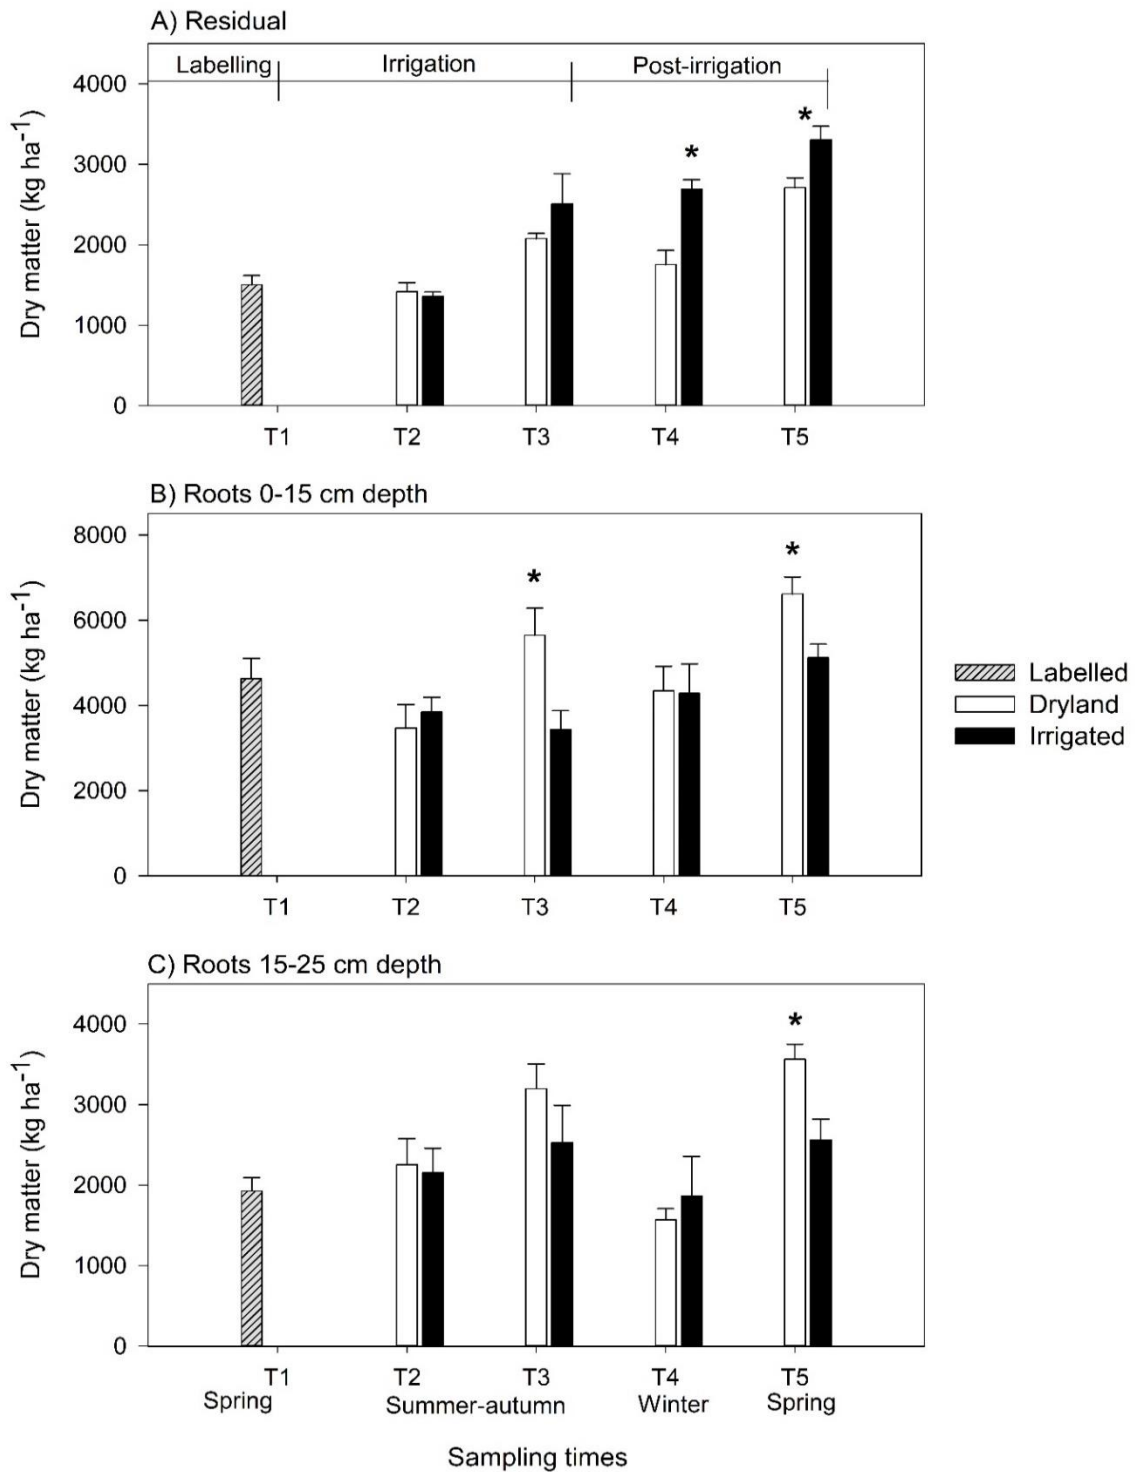 A) Residual
Labelling Irrigation Post-irrigation
Dry matter (kg ha⁻¹)
4000
3000
2000
1000
0
*
*
T1 T2 T3 T4 T5
B) Roots 0-15 cm depth
Dry matter (kg ha⁻¹)
8000
6000
4000
2000
0
*
*
T1 T2 T3 T4 T5
Labelled
Dryland
Irrigated
C) Roots 15-25 cm depth
Dry matter (kg ha⁻¹)
4000
3000
2000
1000
0
*
T1 T2 T3 T4 T5
Spring Summer-autumn Winter Spring
Sampling times